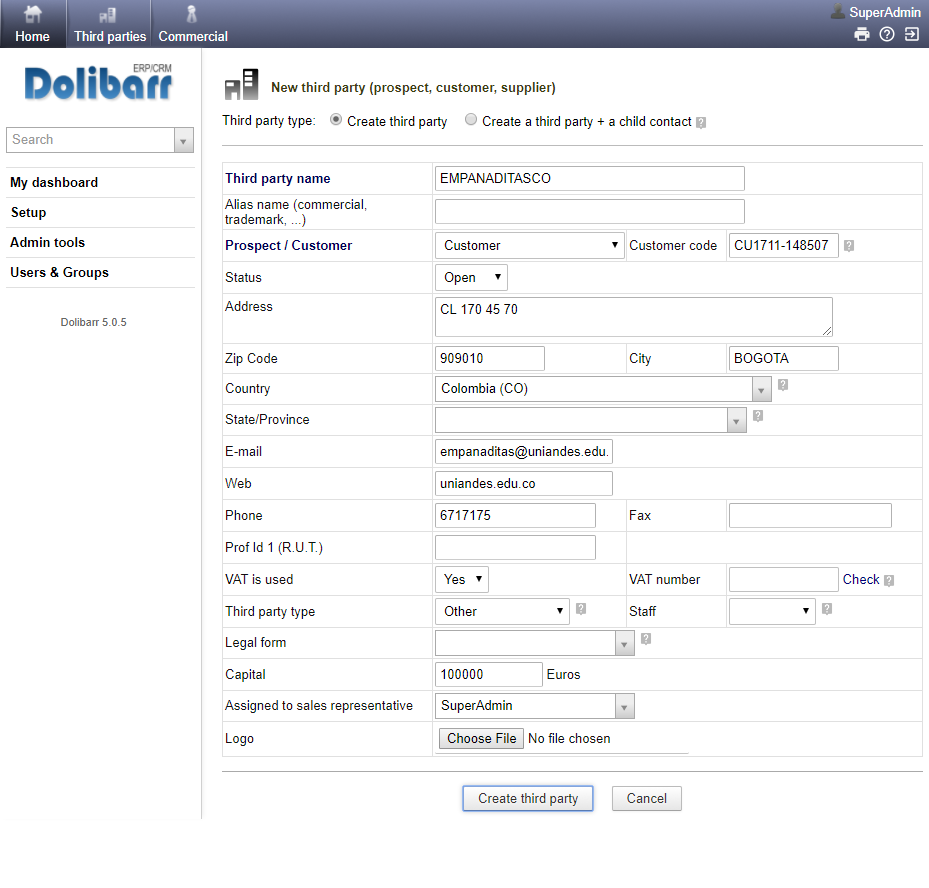 Home Third parties Commercial
SuperAdmin
ERP/CRM
Dolibarr
Search
My dashboard
Setup
Admin tools
Users & Groups
Dolibarr 5.0.5
New third party (prospect, customer, supplier)
Third party type: Create third party Create a third party + a child contact ?
Third party name EMPANADITASCO
Alias name (commercial,
trademark, ...)
Prospect / Customer Customer Customer code CU1711-148507 ?
Status Open
Address CL 170 45 70
Zip Code 909010 City BOGOTA
Country Colombia (CO) ?
State/Province ?
E-mail empanaditas@uniandes.edu.
Web uniandes.edu.co
Phone 6717175 Fax
Prof Id 1 (R.U.T.)
VAT is used Yes VAT number Check ?
Third party type Other ? Staff ?
Legal form ?
Capital 100000 Euros
Assigned to sales representative SuperAdmin
Logo Choose File No file chosen
Create third party Cancel